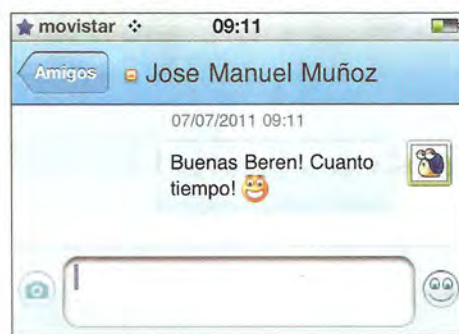 movistar 09:11
Amigos Jose Manuel Muñoz
07/07/2011 09:11
Buenas Beren! Cuanto
tiempo!